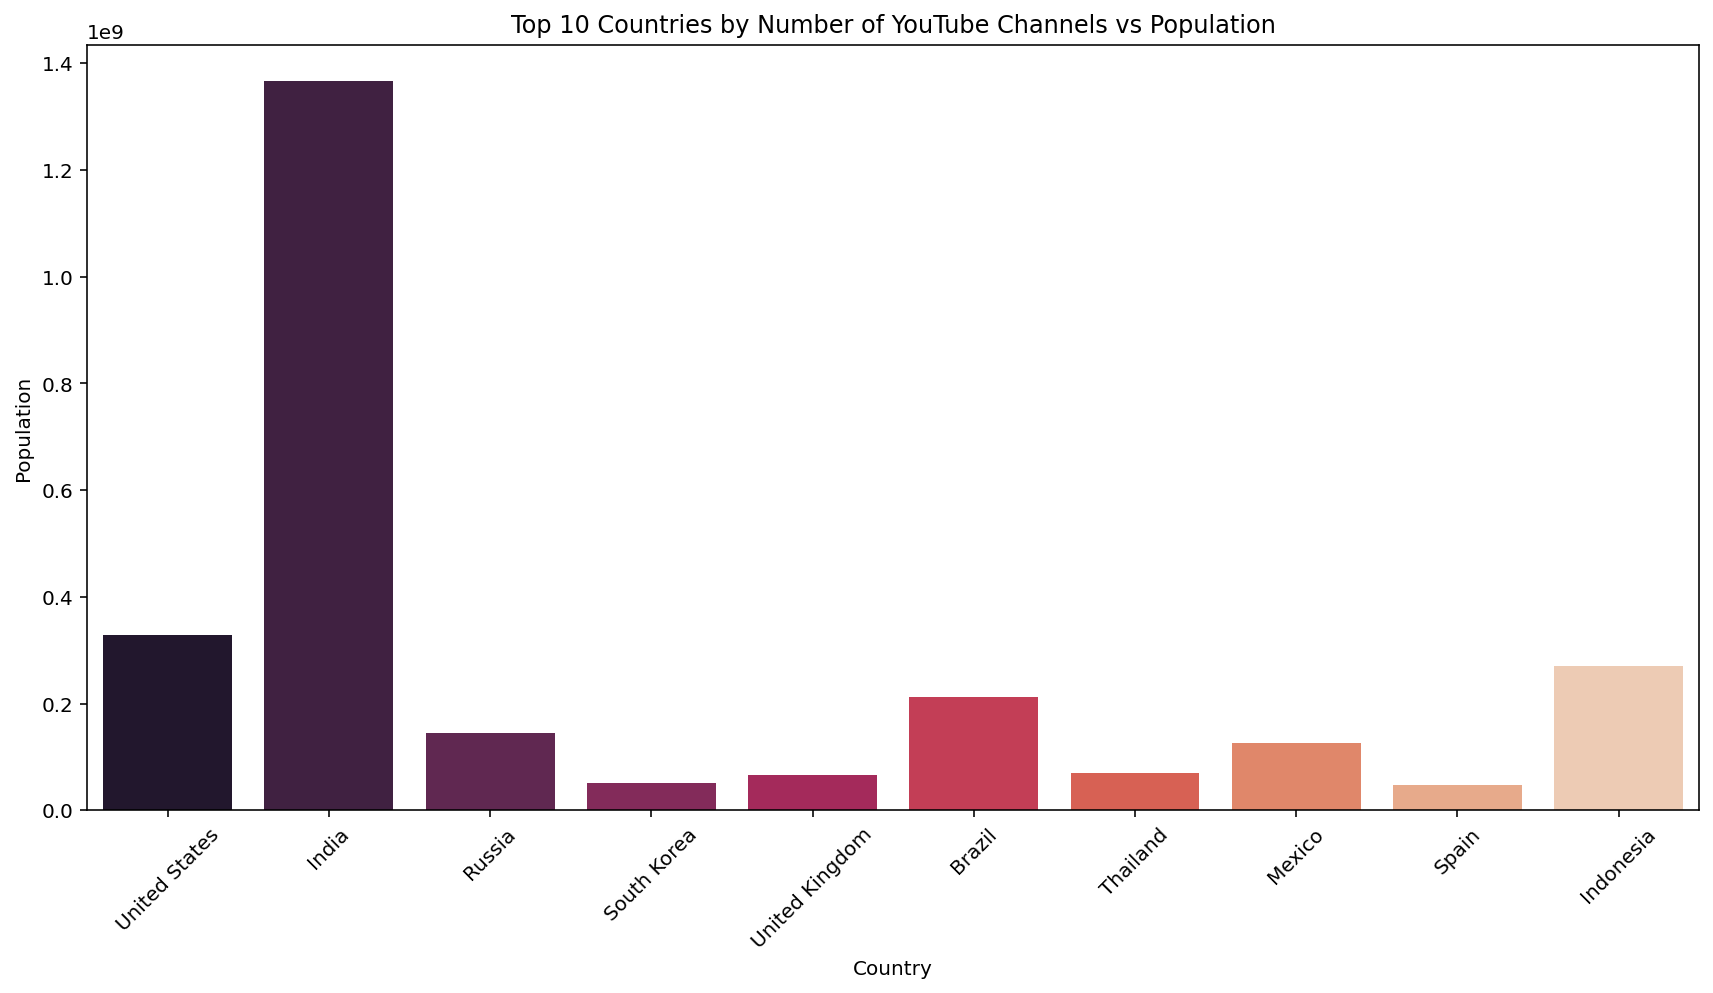 Top 10 Countries by Number of YouTube Channels vs Population
1e9
1.4
1.2
1.0
0.8
0.6
0.4
0.2
0.0
Population
United States
India
Russia
South Korea
United Kingdom
Brazil
Thailand
Mexico
Spain
Indonesia
Country